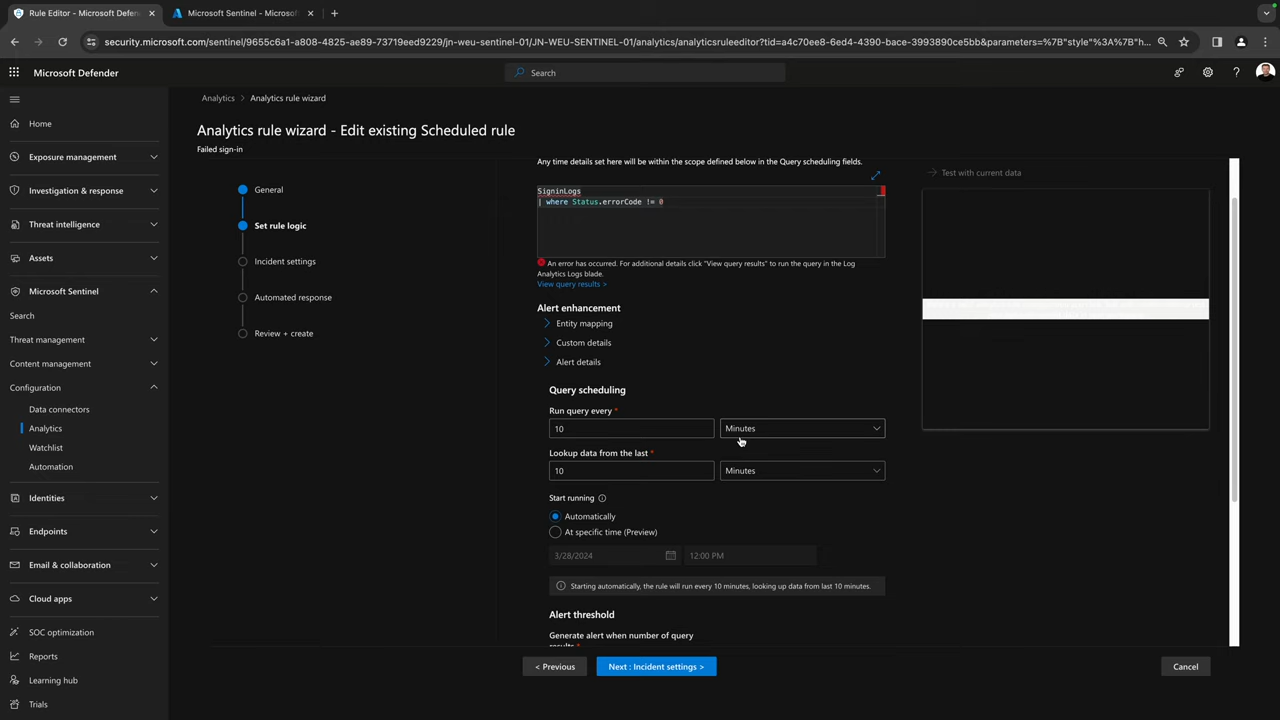 Rule Editor - Microsoft Defen
Microsoft Sentinel - Microsof
security.microsoft.com/sentinel/9655c6a1-a808-4825-ae89-73719eed9229/jn-weu-sentinel-01/JN-WEU-SENTINEL-01/analytics/analyticsruleeditor?tid=a4c70ee8-6ed4-4390-bace-3993890ce5bb&parameters=%7B"style"%3A%7B"h...
Microsoft Defender
Search
Home
Exposure management
Investigation & response
Threat intelligence
Assets
Microsoft Sentinel
Search
Threat management
Content management
Configuration
Data connectors
Analytics
Watchlist
Automation
Identities
Endpoints
Email & collaboration
Cloud apps
SOC optimization
Reports
Learning hub
Trials
Analytics > Analytics rule wizard
Analytics rule wizard - Edit existing Scheduled rule
Failed sign-in
General
Set rule logic
Incident settings
Automated response
Review + create
Any time details set here will be within the scope defined below in the Query scheduling fields.
SigninLogs
| where Status.errorCode != 0
An error has occurred. For additional details click "View query results" to run the query in the Log
Analytics Logs blade.
View query results >
Alert enhancement
Entity mapping
Custom details
Alert details
Query scheduling
Run query every *
10 Minutes
Lookup data from the last *
10 Minutes
Start running
Automatically
At specific time (Preview)
3/28/2024 12:00 PM
Starting automatically, the rule will run every 10 minutes, looking up data from last 10 minutes.
Alert threshold
Generate alert when number of query
results *
< Previous
Next : Incident settings >
Cancel
Test with current data